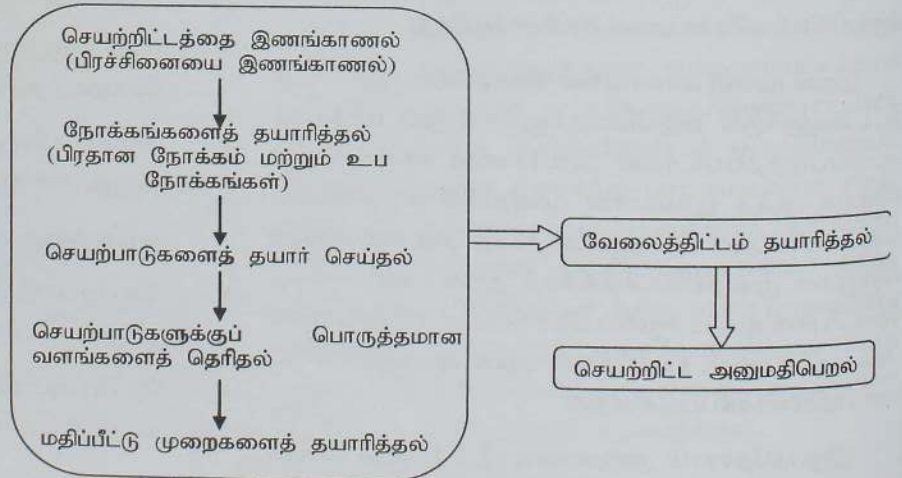 செயற்றிட்டத்தை இணங்காணல்
(பிரச்சினையை இணங்காணல்)
நோக்கங்களைத் தயாரித்தல்
(பிரதான நோக்கம் மற்றும் உப
நோக்கங்கள்)
செயற்பாடுகளைத் தயார் செய்தல்
செயற்பாடுகளுக்குப் பொருத்தமான
வளங்களைத் தெரிதல்
மதிப்பீட்டு முறைகளைத் தயாரித்தல்
வேலைத்திட்டம் தயாரித்தல்
செயற்றிட்ட அனுமதிபெறல்